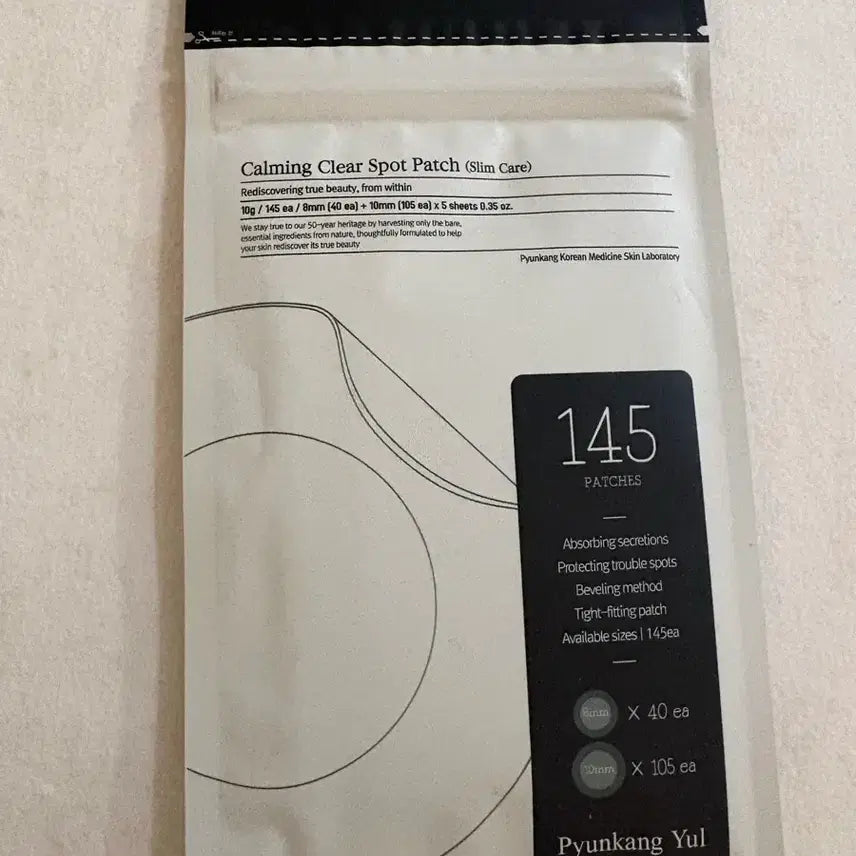 Calming Clear Spot Patch (Slim Care)
Rediscovering true beauty, from within
10g / 145 ea / 8mm (40 ea) + 10mm (105 ea) x 5 sheets 0.35 oz.
We stay true to our 50-year heritage by harvesting only the bare,
essential ingredients from nature, thoughtfully formulated to help
your skin rediscover its true beauty
Pyunkang Korean Medicine Skin Laboratory
145
PATCHES
Absorbing secretions
Protecting trouble spots
Beveling method
Tight-fitting patch
Available sizes | 145ea
8mm X 40 ea
10mm X 105 ea
Pyunkang Yul